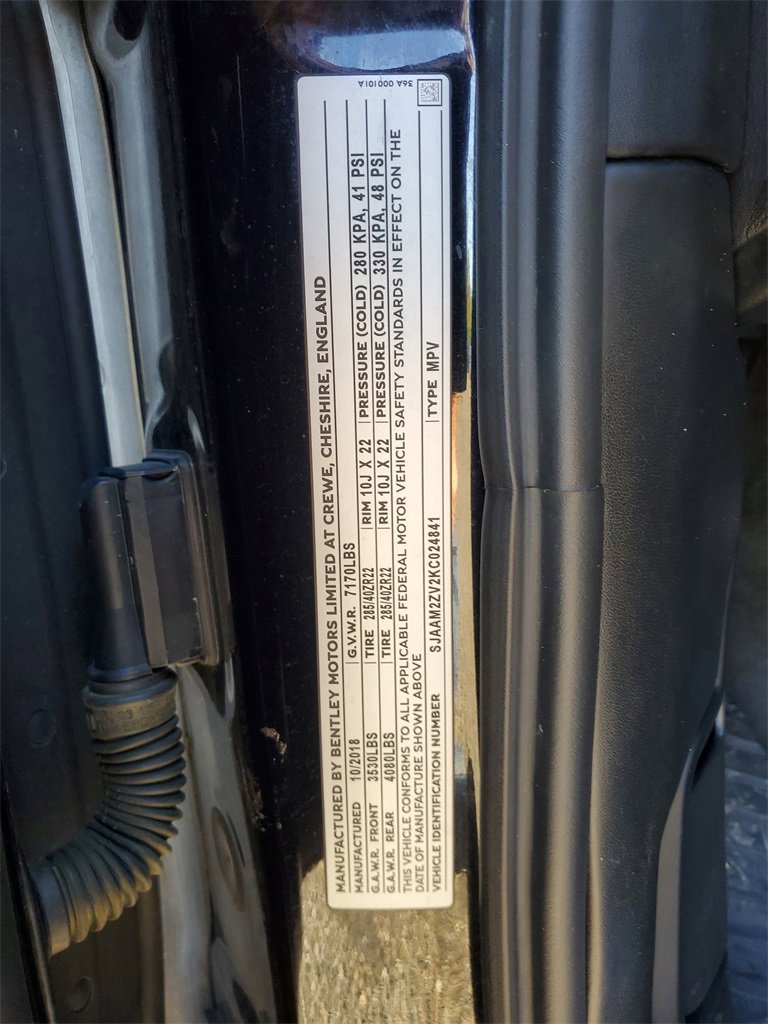 36A 000101A
MANUFACTURED BY BENTLEY MOTORS LIMITED AT CREWE, CHESHIRE, ENGLAND
MANUFACTURED 10/2018 G.V.W.R. 7170LBS
G.A.W.R. FRONT 3530LBS TIRE 285/40ZR22 RIM 10J X 22 PRESSURE (COLD) 280 KPA, 41 PSI
G.A.W.R. REAR 4080LBS TIRE 285/40ZR22 RIM 10J X 22 PRESSURE (COLD) 330 KPA, 48 PSI
THIS VEHICLE CONFORMS TO ALL APPLICABLE FEDERAL MOTOR VEHICLE SAFETY STANDARDS IN EFFECT ON THE
DATE OF MANUFACTURE SHOWN ABOVE
VEHICLE IDENTIFICATION NUMBER SJAAM2ZV2KC024841 TYPE MPV